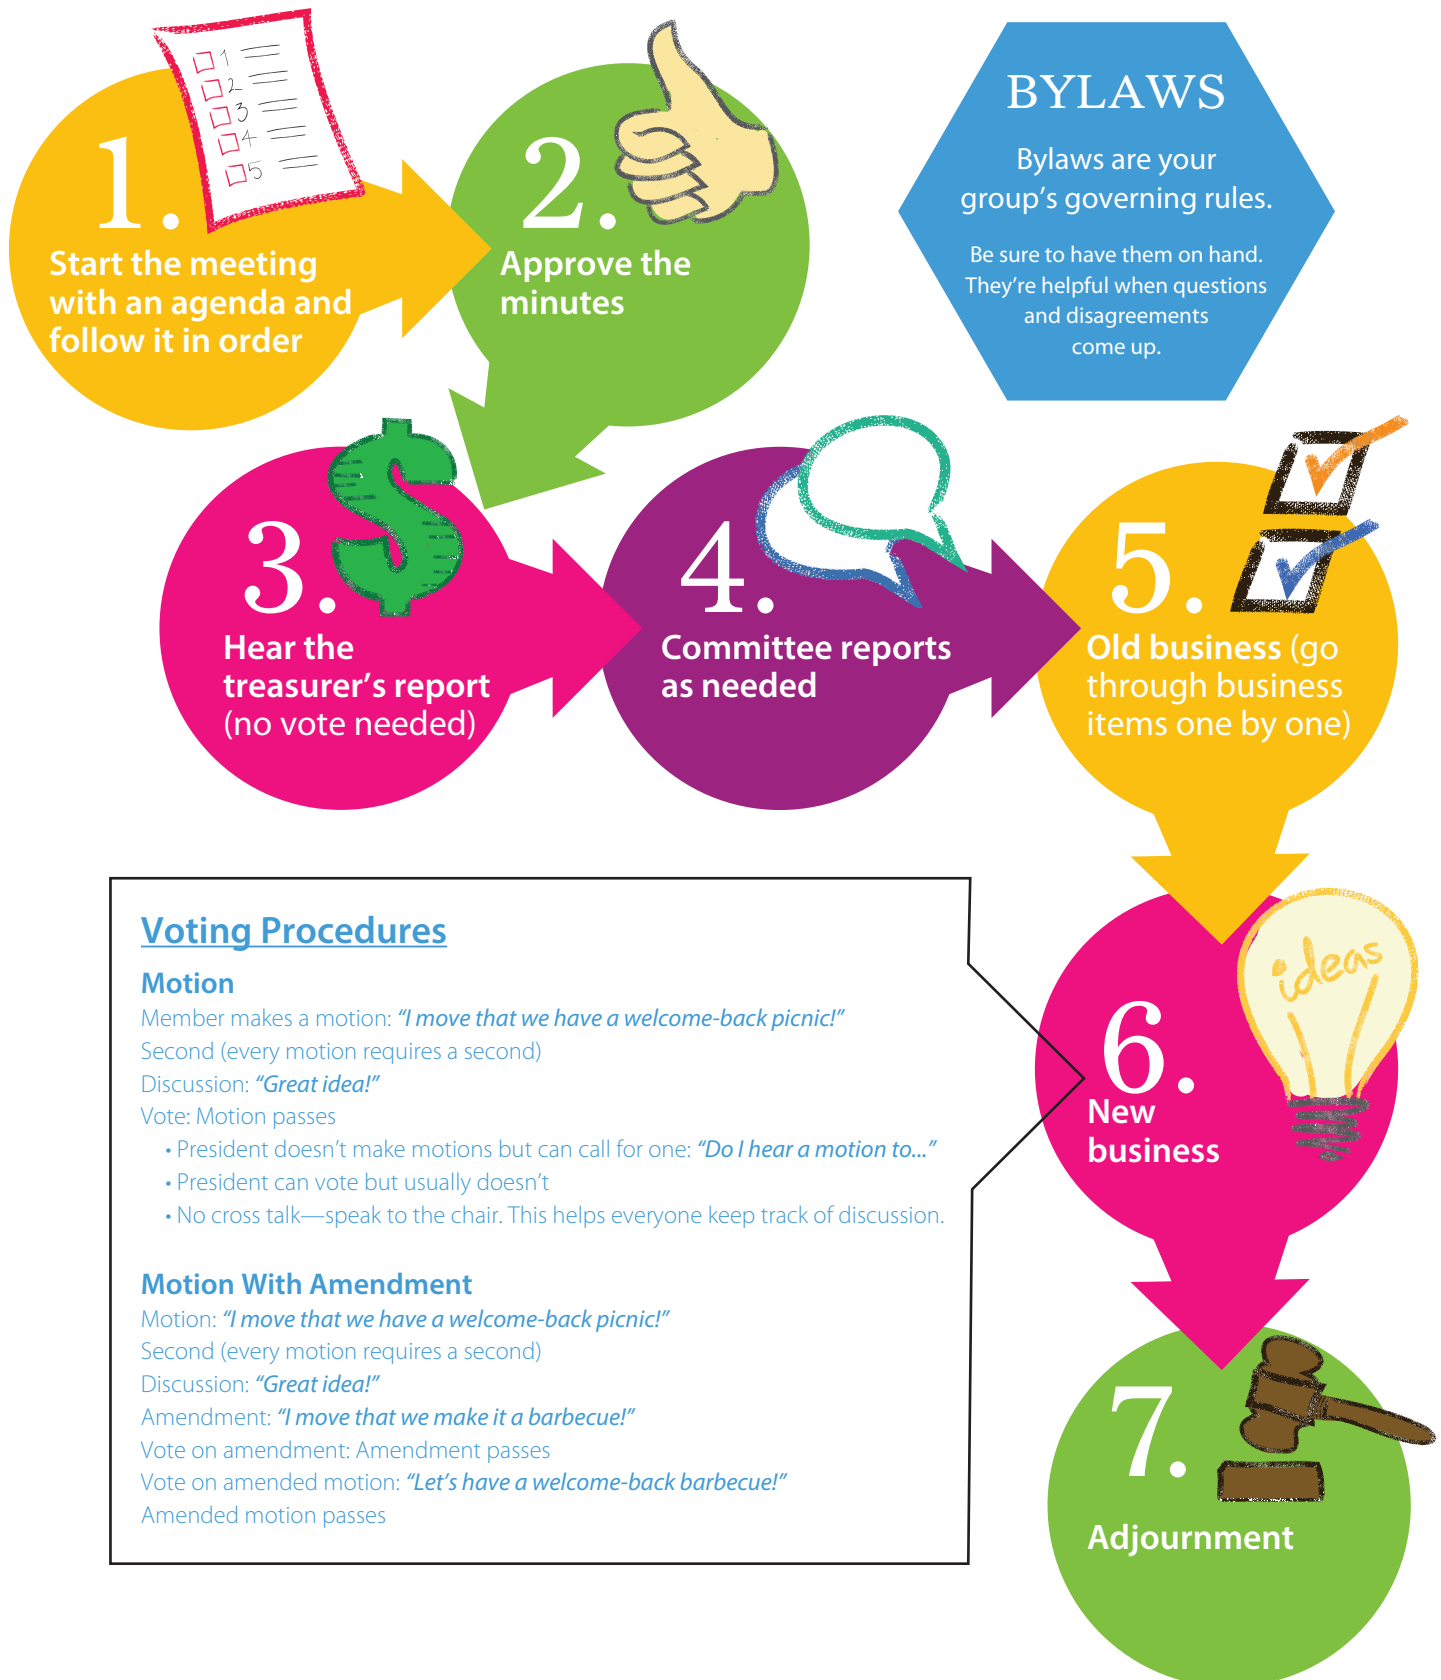 1
2
3
4
5
1.
Start the meeting
with an agenda and
follow it in order
2.
Approve the
minutes
BYLAWS
Bylaws are your
group’s governing rules.
Be sure to have them on hand.
They’re helpful when questions
and disagreements
come up.
3.
Hear the
treasurer’s report
(no vote needed)
4.
Committee reports
as needed
5.
Old business (go
through business
items one by one)
6.
New
business
ideas
Voting Procedures
Motion
Member makes a motion: “I move that we have a welcome-back picnic!”
Second (every motion requires a second)
Discussion: “Great idea!”
Vote: Motion passes
• President doesn’t make motions but can call for one: “Do I hear a motion to...”
• President can vote but usually doesn’t
• No cross talk—speak to the chair. This helps everyone keep track of discussion.
Motion With Amendment
Motion: “I move that we have a welcome-back picnic!”
Second (every motion requires a second)
Discussion: “Great idea!”
Amendment: “I move that we make it a barbecue!”
Vote on amendment: Amendment passes
Vote on amended motion: “Let’s have a welcome-back barbecue!”
Amended motion passes
7.
Adjournment